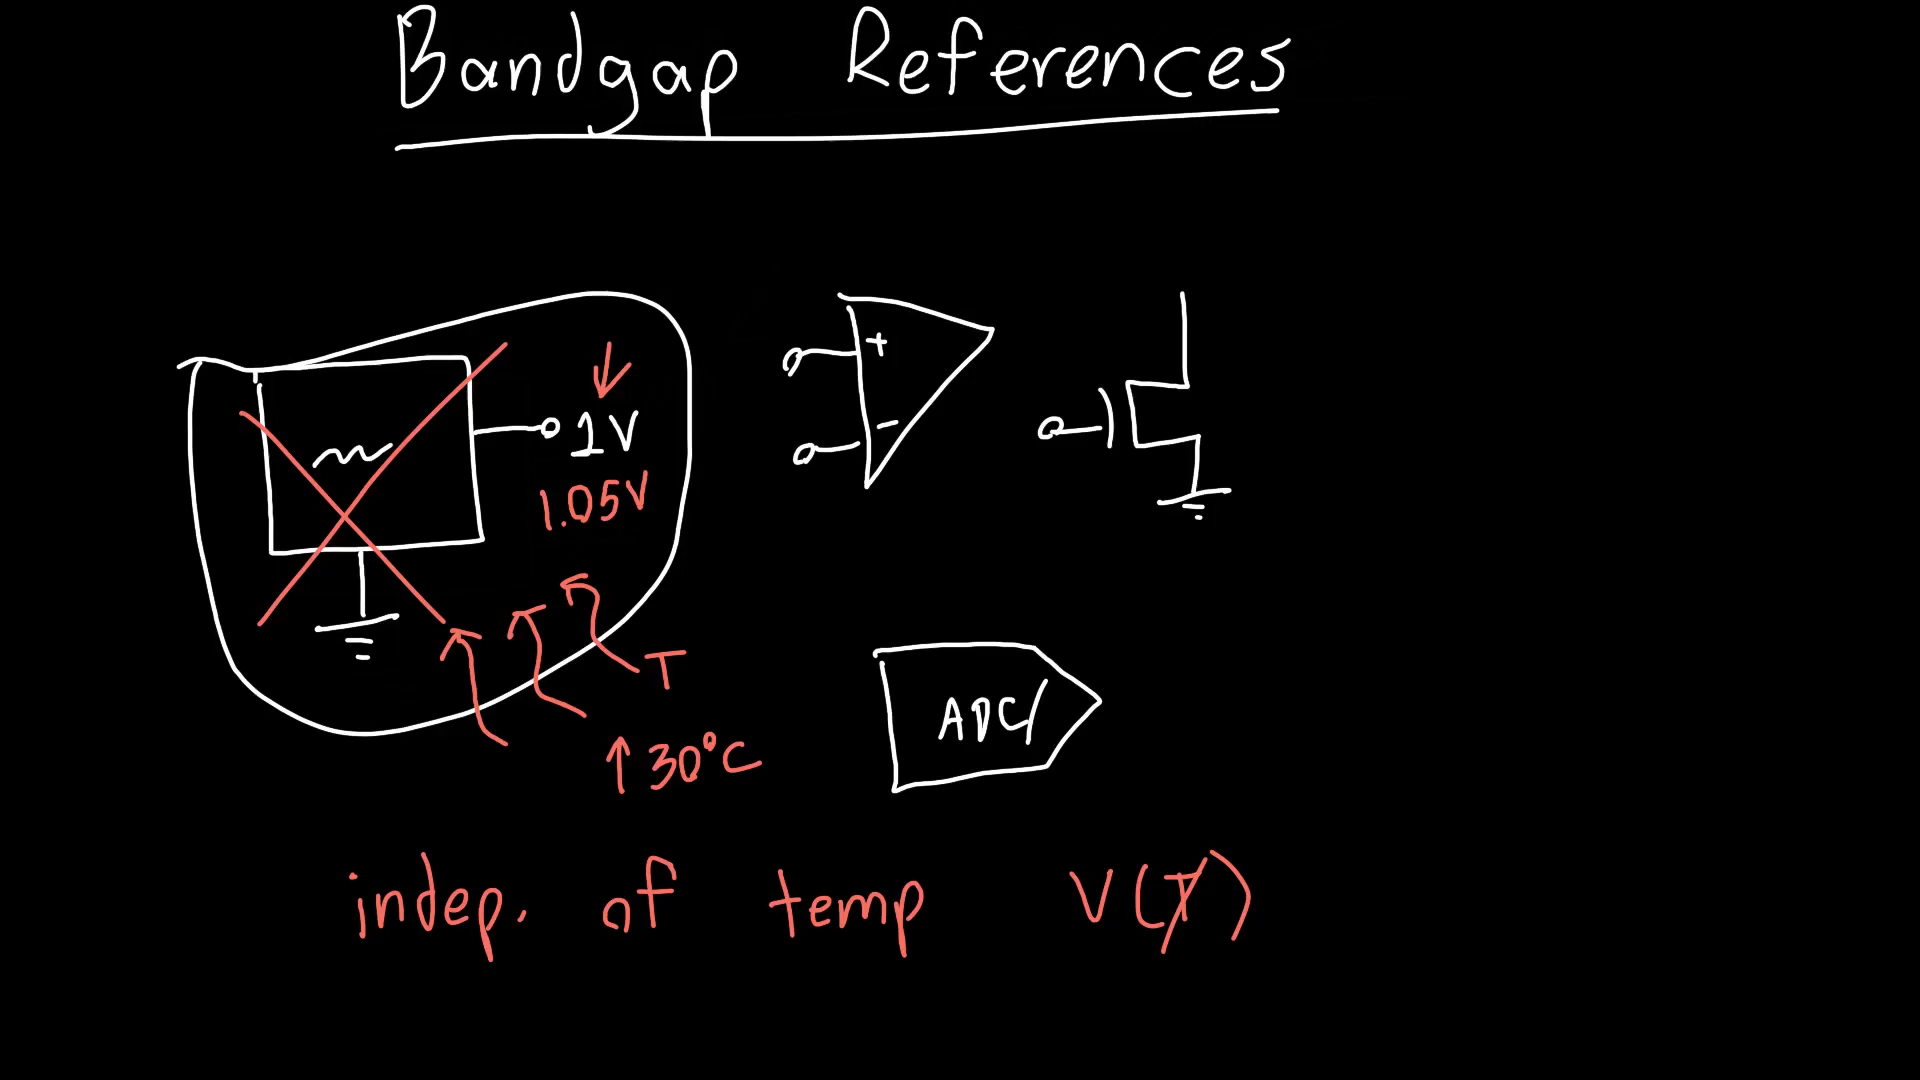 Bandgap References
1V
1.05V
+
-
T
↑30°C
ADC
indep. of temp V(T)